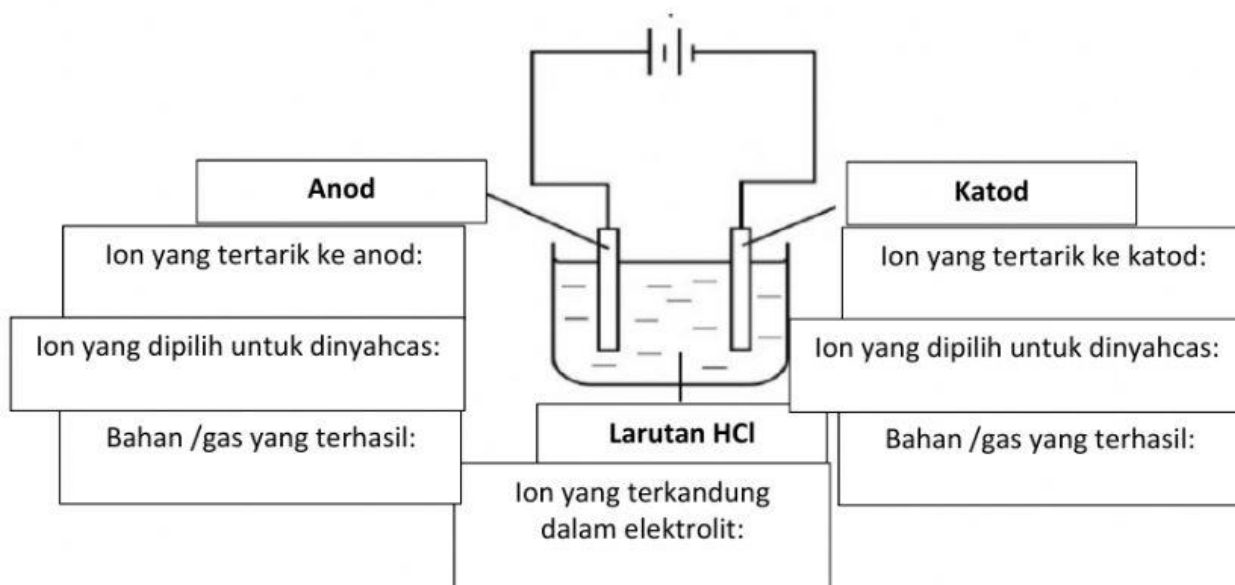 Anod
Katod
Ion yang tertarik ke anod:
Ion yang tertarik ke katod:
Ion yang dipilih untuk dinyahcas:
Ion yang dipilih untuk dinyahcas:
Bahan /gas yang terhasil:
Larutan HCl
Bahan /gas yang terhasil:
Ion yang terkandung
dalam elektrolit: